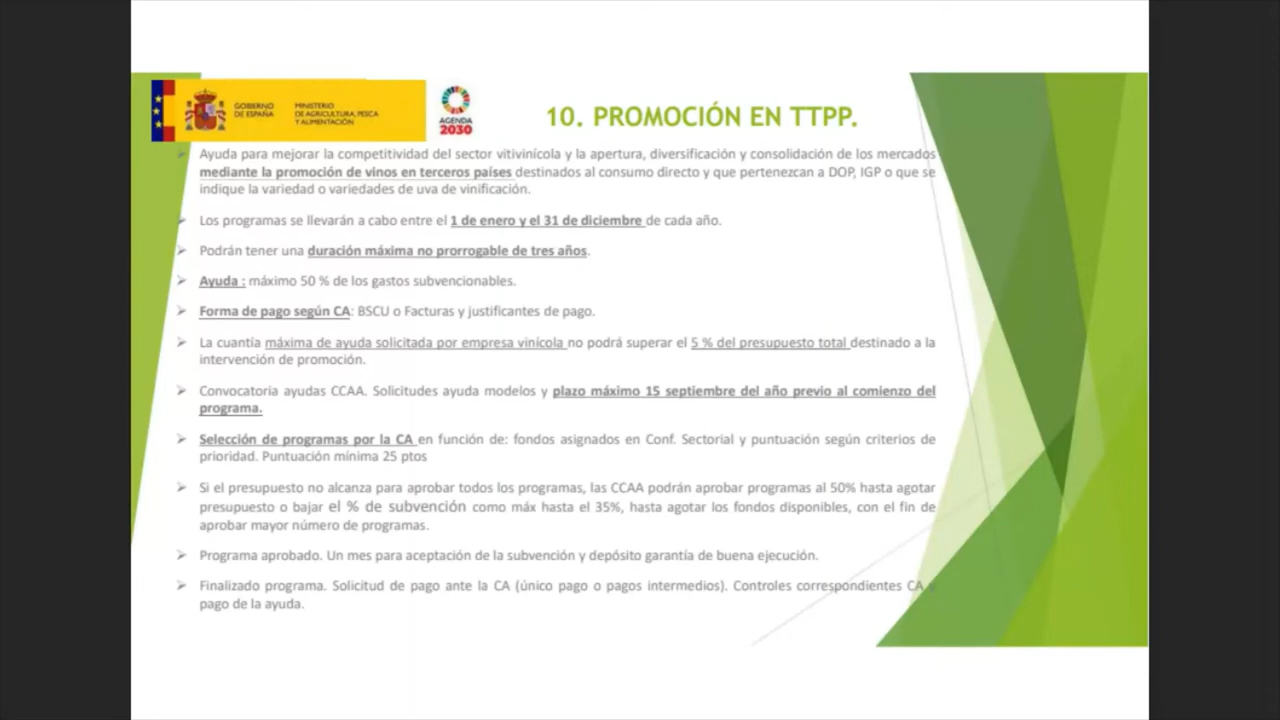 GOBIERNO
DE ESPAÑA
MINISTERIO
DE AGRICULTURA, PESCA
Y ALIMENTACIÓN
AGENDA
2030
10. PROMOCIÓN EN TTPP.
Ayuda para mejorar la competitividad del sector vitivinícola y la apertura, diversificación y consolidación de los mercados
mediante la promoción de vinos en terceros países destinados al consumo directo y que pertenezcan a DOP, IGP o que se
indique la variedad o variedades de uva de vinificación.
Los programas se llevarán a cabo entre el 1 de enero y el 31 de diciembre de cada año.
Podrán tener una duración máxima no prorrogable de tres años.
Ayuda : máximo 50 % de los gastos subvencionables.
Forma de pago según CA: BSCU o Facturas y justificantes de pago.
La cuantía máxima de ayuda solicitada por empresa vinícola no podrá superar el 5 % del presupuesto total destinado a la
intervención de promoción.
Convocatoria ayudas CCAA. Solicitudes ayuda modelos y plazo máximo 15 septiembre del año previo al comienzo del
programa.
Selección de programas por la CA en función de: fondos asignados en Conf. Sectorial y puntuación según criterios de
prioridad. Puntuación mínima 25 ptos
Si el presupuesto no alcanza para aprobar todos los programas, las CCAA podrán aprobar programas al 50% hasta agotar
presupuesto o bajar el % de subvención como máx hasta el 35%, hasta agotar los fondos disponibles, con el fin de
aprobar mayor número de programas.
Programa aprobado. Un mes para aceptación de la subvención y depósito garantía de buena ejecución.
Finalizado programa. Solicitud de pago ante la CA (único pago o pagos intermedios). Controles correspondientes CA y
pago de la ayuda.